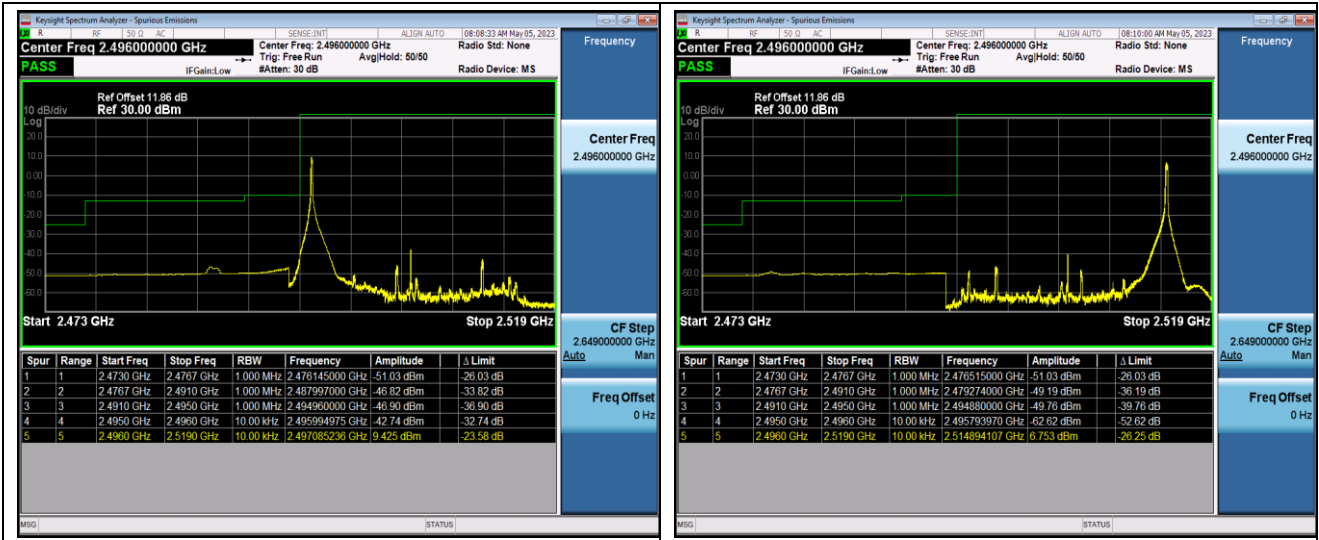 Keysight Spectrum Analyzer - Spurious Emissions
R RF 50 Ω AC SENSE:INT ALIGN AUTO 08:08:33 AM May 05, 2023
Center Freq 2.496000000 GHz
Center Freq: 2.496000000 GHz
Radio Std: None
Trig: Free Run Avg|Hold: 50/50
PASS
IFGain:Low
#Atten: 30 dB
Radio Device: MS
Frequency
Ref Offset 11.86 dB
10 dB/div Ref 30.00 dBm
Log
20.0
10.0
0.00
-10.0
-20.0
-30.0
-40.0
-50.0
-60.0
Start 2.473 GHz Stop 2.519 GHz
Center Freq
2.496000000 GHz
CF Step
2.649000000 GHz
Auto Man
Freq Offset
0 Hz
Spur Range Start Freq Stop Freq RBW Frequency Amplitude Δ Limit
1 1 2.4730 GHz 2.4767 GHz 1.000 MHz 2.476145000 GHz -51.03 dBm -26.03 dB
2 2 2.4767 GHz 2.4910 GHz 1.000 MHz 2.487997000 GHz -46.82 dBm -33.82 dB
3 3 2.4910 GHz 2.4950 GHz 1.000 MHz 2.494960000 GHz -46.90 dBm -36.90 dB
4 4 2.4950 GHz 2.4960 GHz 10.00 kHz 2.495994975 GHz -42.74 dBm -32.74 dB
5 5 2.4960 GHz 2.5190 GHz 10.00 kHz 2.497085236 GHz 9.425 dBm -23.58 dB
MSG STATUS
Keysight Spectrum Analyzer - Spurious Emissions
R RF 50 Ω AC SENSE:INT ALIGN AUTO 08:10:00 AM May 05, 2023
Center Freq 2.496000000 GHz
Center Freq: 2.496000000 GHz
Radio Std: None
Trig: Free Run Avg|Hold: 50/50
PASS
IFGain:Low
#Atten: 30 dB
Radio Device: MS
Frequency
Ref Offset 11.86 dB
10 dB/div Ref 30.00 dBm
Log
20.0
10.0
0.00
-10.0
-20.0
-30.0
-40.0
-50.0
-60.0
Start 2.473 GHz Stop 2.519 GHz
Center Freq
2.496000000 GHz
CF Step
2.649000000 GHz
Auto Man
Freq Offset
0 Hz
Spur Range Start Freq Stop Freq RBW Frequency Amplitude Δ Limit
1 1 2.4730 GHz 2.4767 GHz 1.000 MHz 2.476515000 GHz -51.03 dBm -26.03 dB
2 2 2.4767 GHz 2.4910 GHz 1.000 MHz 2.479274000 GHz -49.19 dBm -36.19 dB
3 3 2.4910 GHz 2.4950 GHz 1.000 MHz 2.494880000 GHz -49.76 dBm -39.76 dB
4 4 2.4950 GHz 2.4960 GHz 10.00 kHz 2.495793970 GHz -62.62 dBm -52.62 dB
5 5 2.4960 GHz 2.5190 GHz 10.00 kHz 2.514894107 GHz 6.753 dBm -26.25 dB
MSG STATUS